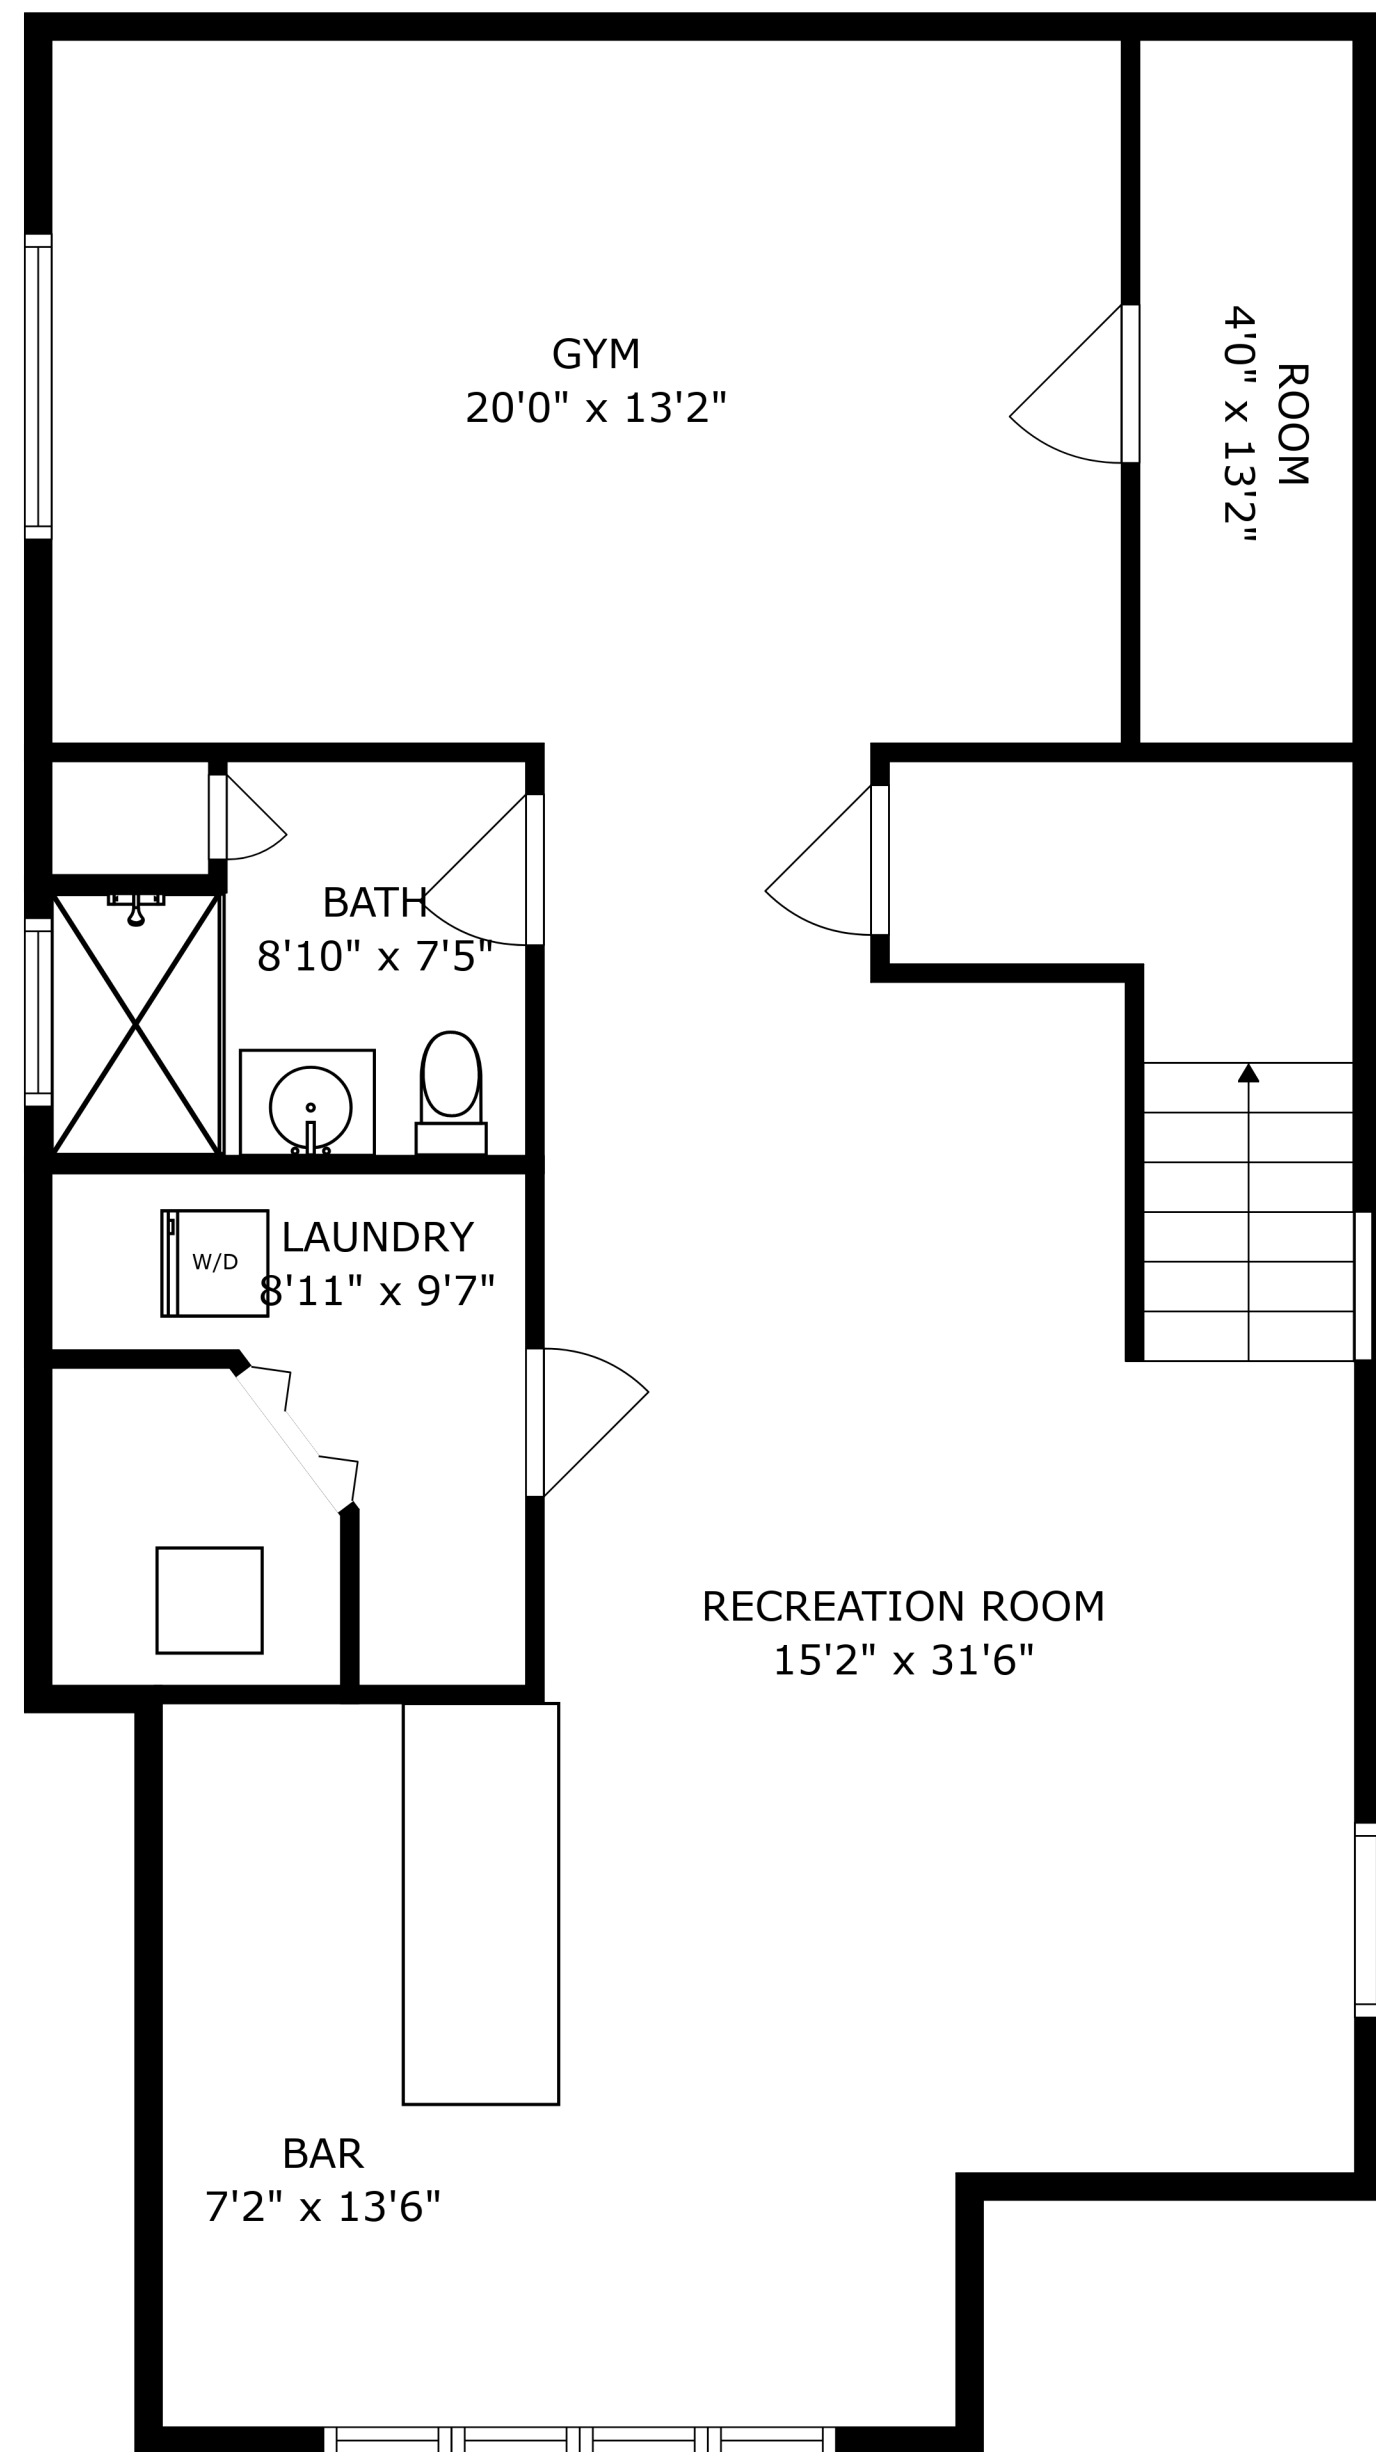 GYM
20'0" x 13'2"
ROOM
4'0" x 13'2"
BATH
8'10" x 7'5"
LAUNDRY
8'11" x 9'7"
W/D
RECREATION ROOM
15'2" x 31'6"
BAR
7'2" x 13'6"